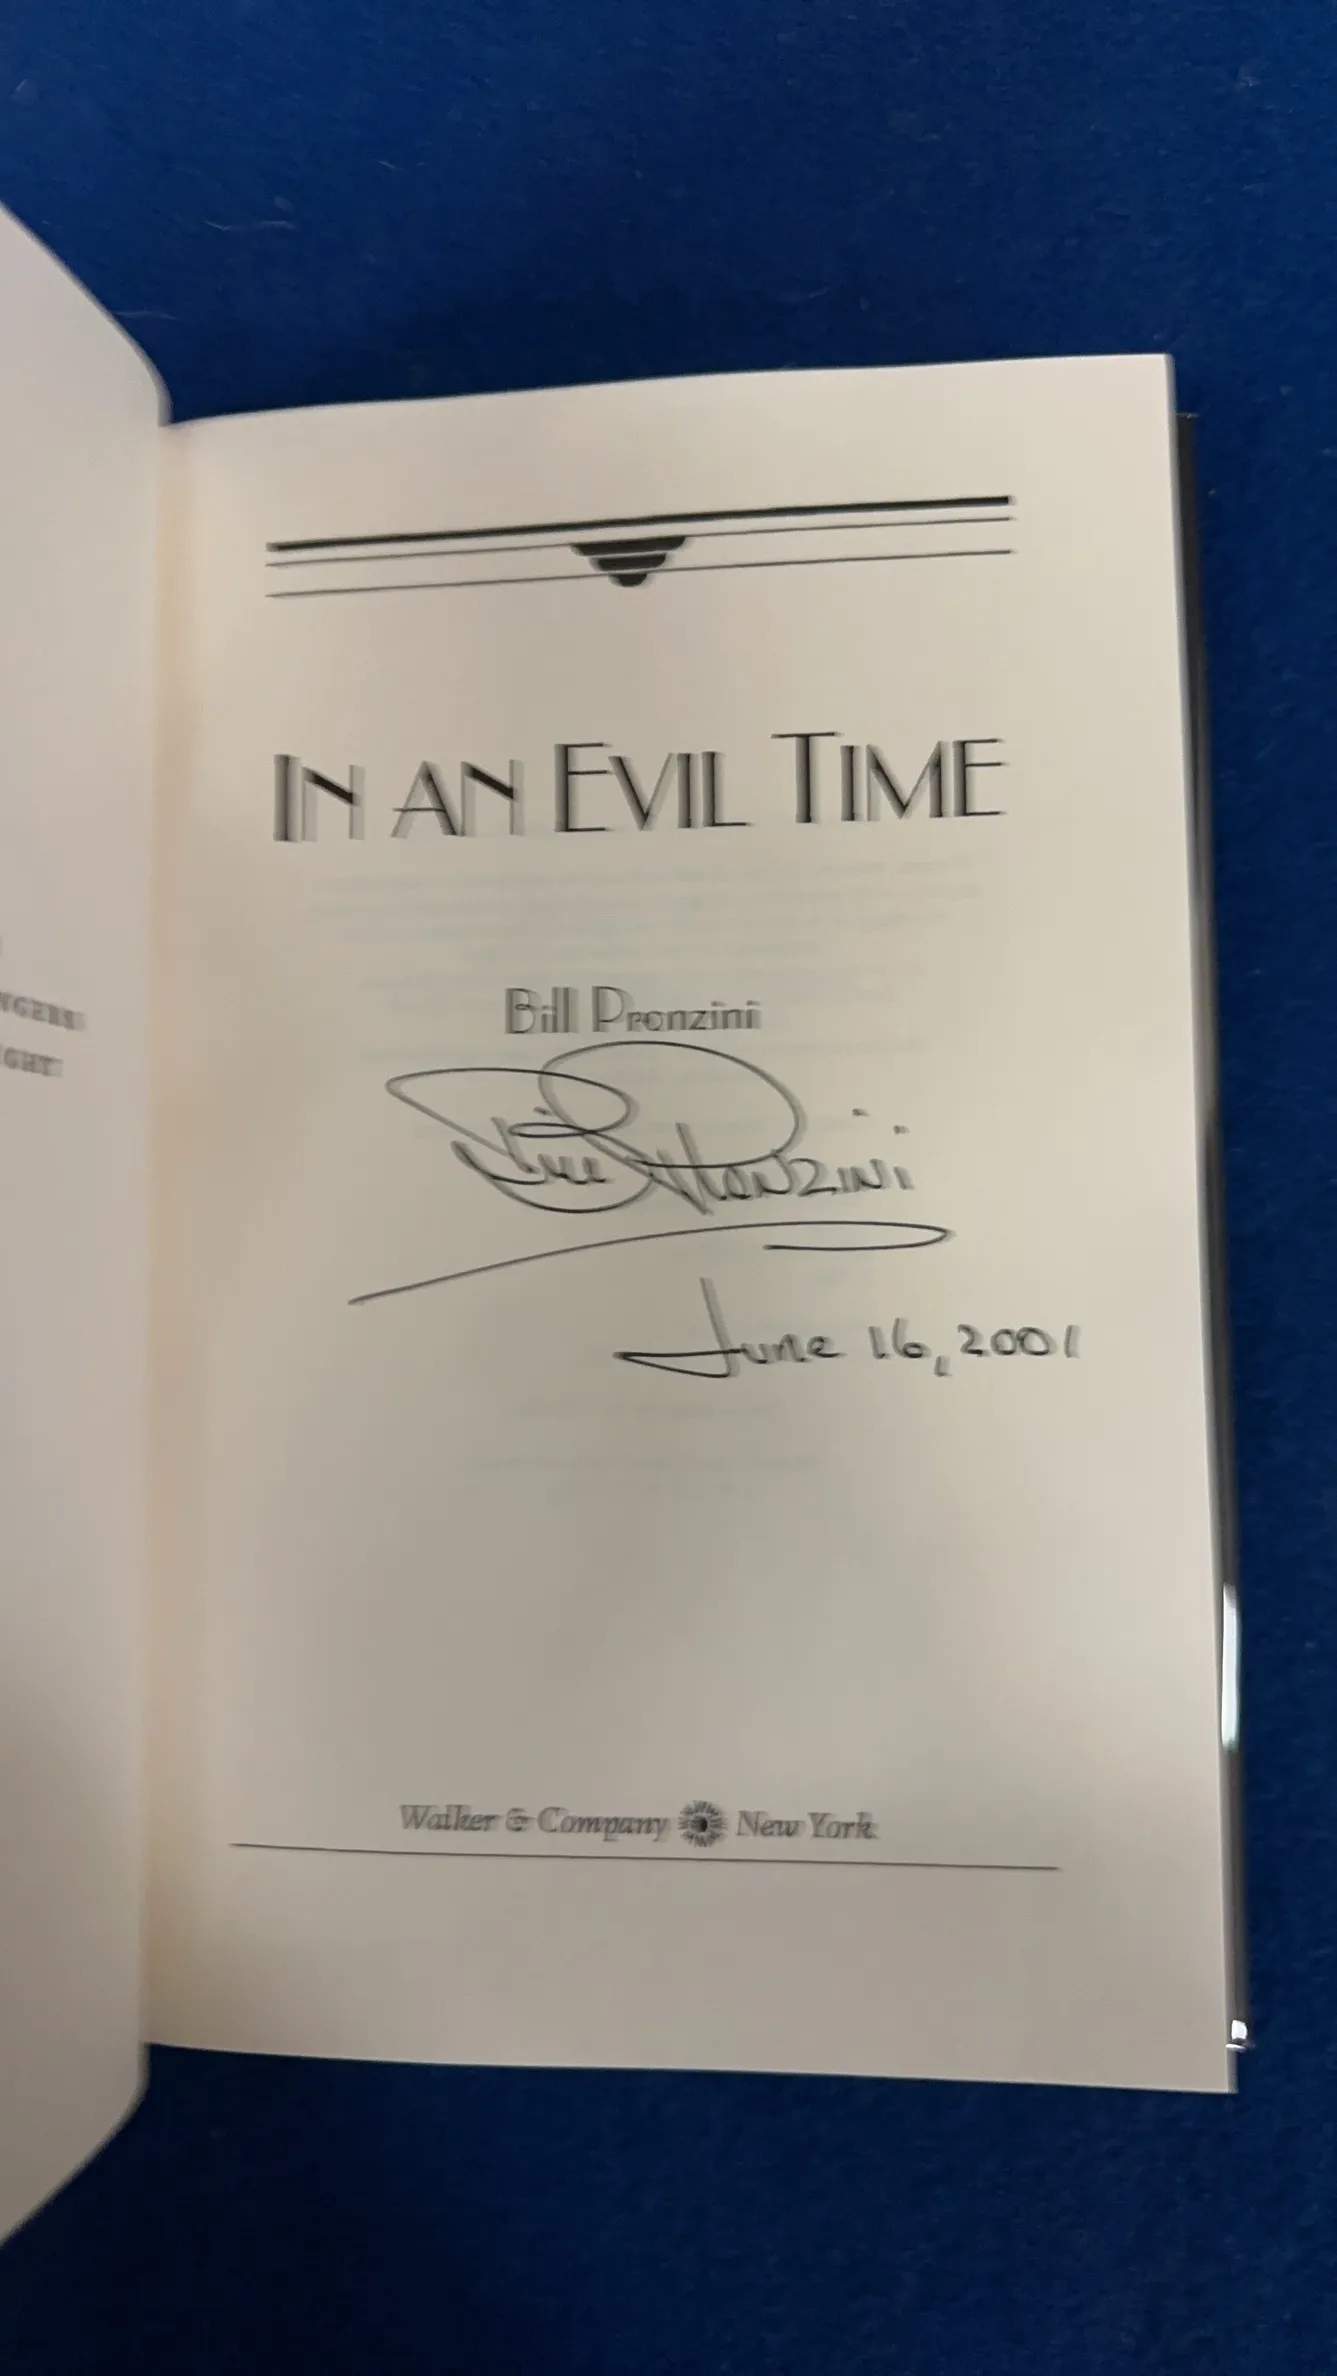 IN AN EVIL TIME
Bill Pronzini
Bill Pronzini
June 16, 2001
Walker & Company New York